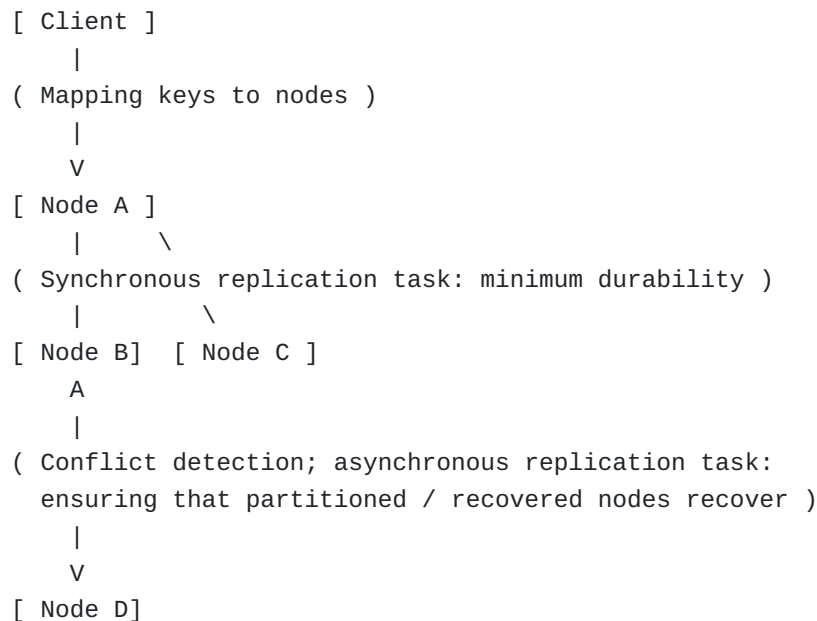 [ Client ]
|
( Mapping keys to nodes )
|
V
[ Node A ]
| \
( Synchronous replication task: minimum durability )
| \
[ Node B] [ Node C ]
A
|
( Conflict detection; asynchronous replication task:
ensuring that partitioned / recovered nodes recover )
|
V
[ Node D]